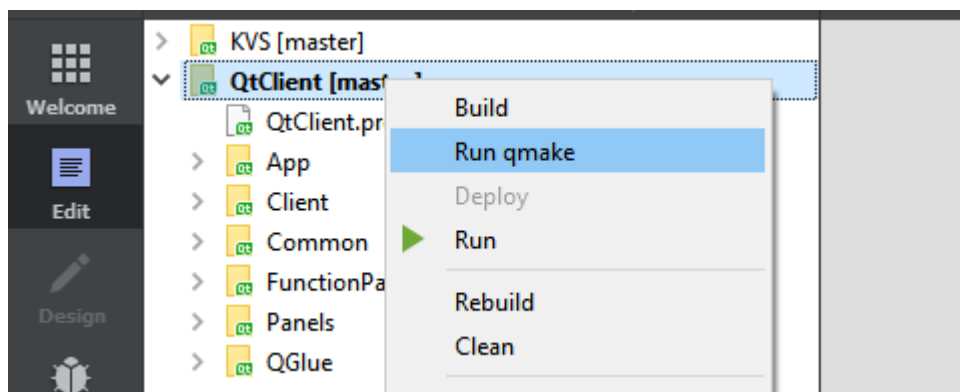 Welcome
Edit
Design
KVS [master]
QtClient [mast
QtClient.pr
App
Client
Common
FunctionPa
Panels
QGlue
Build
Run qmake
Deploy
Run
Rebuild
Clean